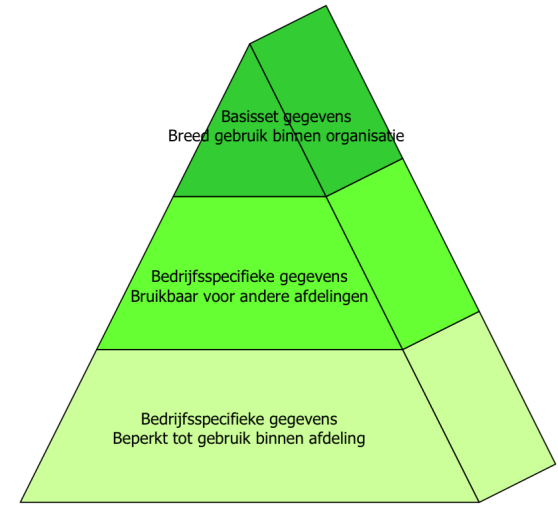 Basisset gegevens
Breed gebruik binnen organisatie
Bedrijfsspecifieke gegevens
Bruikbaar voor andere afdelingen
Bedrijfsspecifieke gegevens
Beperkt tot gebruik binnen afdeling